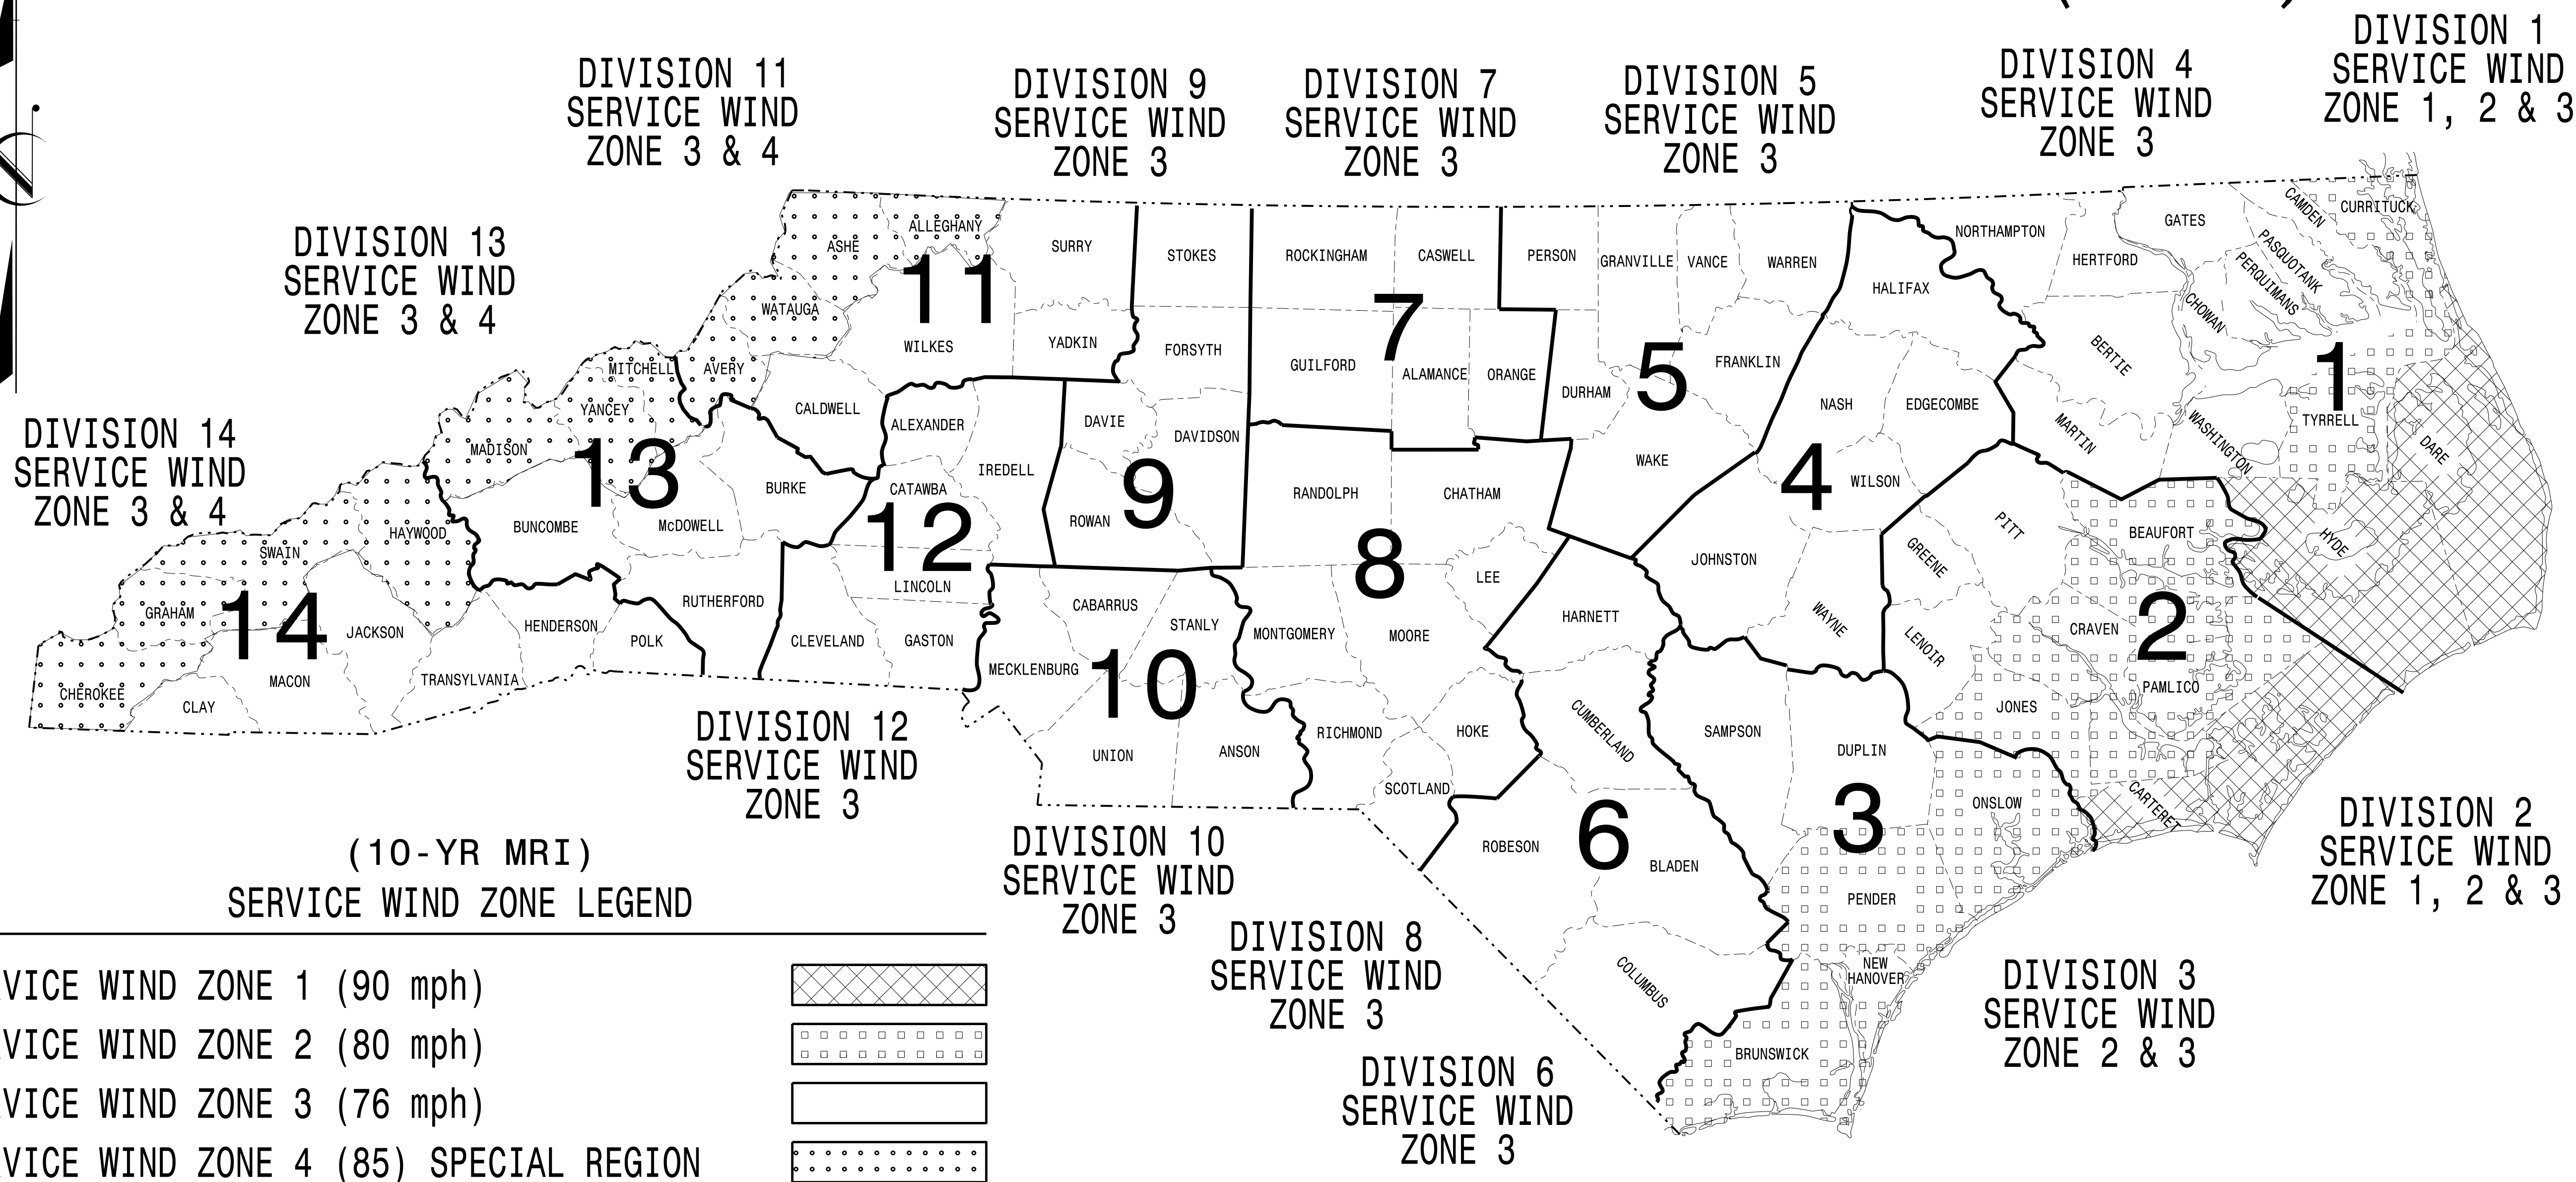 DIVISION 1
SERVICE WIND
ZONE 1, 2 & 3
DIVISION 4
SERVICE WIND
ZONE 3
DIVISION 11
SERVICE WIND
ZONE 3 & 4
DIVISION 9
SERVICE WIND
ZONE 3
DIVISION 7
SERVICE WIND
ZONE 3
DIVISION 5
SERVICE WIND
ZONE 3
DIVISION 13
SERVICE WIND
ZONE 3 & 4
DIVISION 14
SERVICE WIND
ZONE 3 & 4
ASHE
ALLEGHANY
SURRY
STOKES
ROCKINGHAM
CASWELL
PERSON
GRANVILLE
VANCE
WARREN
HALIFAX
NORTHAMPTON
HERTFORD
GATES
CAMDEN
CURRITUCK
PASQUOTANK
PERQUIMANS
CHOWAN
11
WATAUGA
WILKES
YADKIN
FORSYTH
GUILFORD
7
ALAMANCE
ORANGE
DURHAM
5
FRANKLIN
NASH
EDGECOMBE
BERTIE
MARTIN
WASHINGTON
1
TYRRELL
DARE
MITCHELL
AVERY
YANCEY
CALDWELL
ALEXANDER
DAVIE
DAVIDSON
MADISON
13
BURKE
CATAWBA
IREDELL
9
ROWAN
RANDOLPH
CHATHAM
WAKE
4
WILSON
PITT
BEAUFORT
HYDE
HAYWOOD
BUNCOMBE
McDOWELL
12
SWAIN
LINCOLN
8
LEE
JOHNSTON
GREENE
GRAHAM
14
JACKSON
HENDERSON
RUTHERFORD
POLK
CLEVELAND
GASTON
CABARRUS
STANLY
MONTGOMERY
MOORE
HARNETT
WAYNE
LENOIR
CRAVEN
2
CHEROKEE
CLAY
MACON
TRANSYLVANIA
MECKLENBURG
10
UNION
ANSON
RICHMOND
HOKE
SCOTLAND
CUMBERLAND
SAMPSON
DUPLIN
JONES
PAMLICO
3
ONSLOW
CARTERET
6
ROBESON
BLADEN
PENDER
NEW
HANOVER
COLUMBUS
BRUNSWICK
DIVISION 12
SERVICE WIND
ZONE 3
DIVISION 10
SERVICE WIND
ZONE 3
DIVISION 8
SERVICE WIND
ZONE 3
DIVISION 6
SERVICE WIND
ZONE 3
DIVISION 3
SERVICE WIND
ZONE 2 & 3
DIVISION 2
SERVICE WIND
ZONE 1, 2 & 3
(10-YR MRI)
SERVICE WIND ZONE LEGEND
VICE WIND ZONE 1 (90 mph)
VICE WIND ZONE 2 (80 mph)
VICE WIND ZONE 3 (76 mph)
VICE WIND ZONE 4 (85) SPECIAL REGION